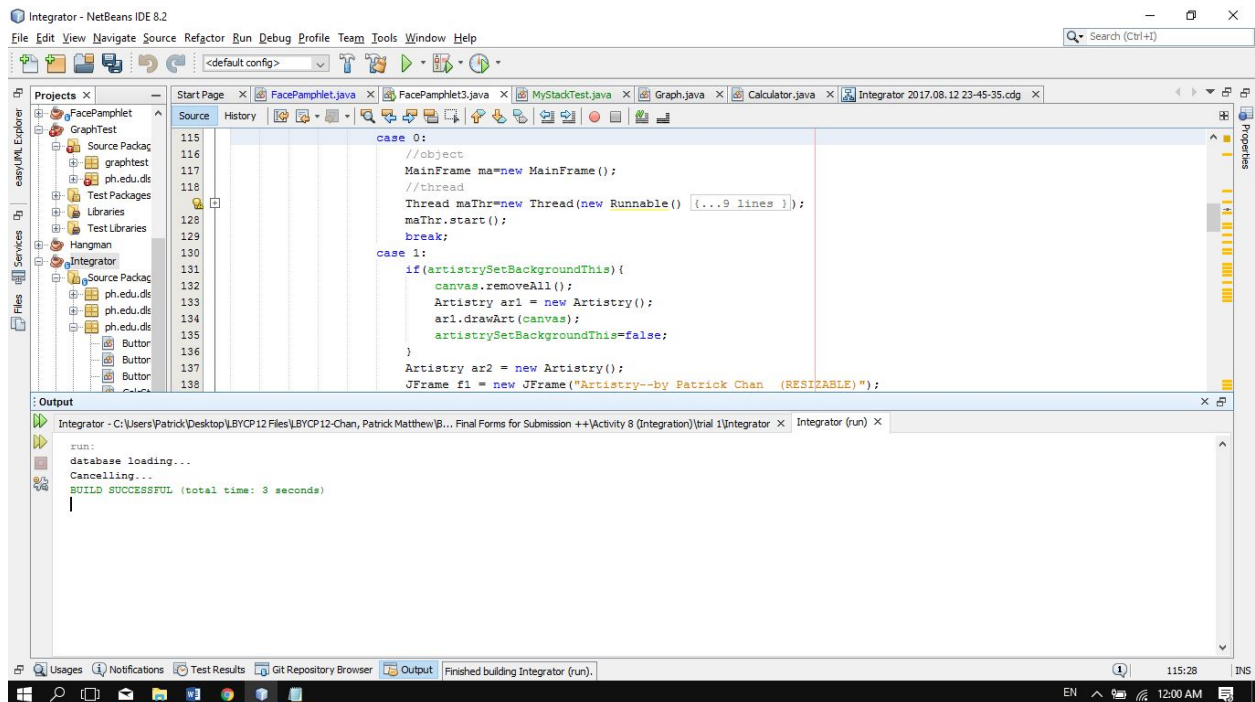 Integrator - NetBeans IDE 8.2
File Edit View Navigate Source Refactor Run Debug Profile Team Tools Window Help
Search (Ctrl+I)
<default config>
Projects
Start Page FacePamphlet.java FacePamphlet3.java MyStackTest.java Graph.java Calculator.java Integrator 2017.08.12 23-45-35.cdg
Source History
easyUML Explorer
Services
Files
Properties
FacePamphlet
GraphTest
Source Packag
graphtest
ph.edu.dls
Test Packages
Libraries
Test Libraries
Hangman
Integrator
Source Packag
ph.edu.dls
ph.edu.dls
ph.edu.dls
Button
Button
Button
115 case 0:
116 //object
117 MainFrame ma=new MainFrame();
118 //thread
Thread maThr=new Thread(new Runnable() {...9 lines });
128 maThr.start();
129 break;
130 case 1:
131 if(artistrySetBackgroundThis){
132 canvas.removeAll();
133 Artistry ar1 = new Artistry();
134 ar1.drawArt(canvas);
135 artistrySetBackgroundThis=false;
136 }
137 Artistry ar2 = new Artistry();
138 JFrame f1 = new JFrame("Artistry--by Patrick Chan  (RESIZABLE)");
Output
Integrator - C:\Users\Patrick\Desktop\LBYCP12 Files\LBYCP12-Chan, Patrick Matthew\B... Final Forms for Submission ++\Activity 8 (Integration)\trial 1\Integrator Integrator (run)
run:
database loading...
Cancelling...
BUILD SUCCESSFUL (total time: 3 seconds)
Usages Notifications Test Results Git Repository Browser Output Finished building Integrator (run). 1 115:28 INS
EN 12:00 AM